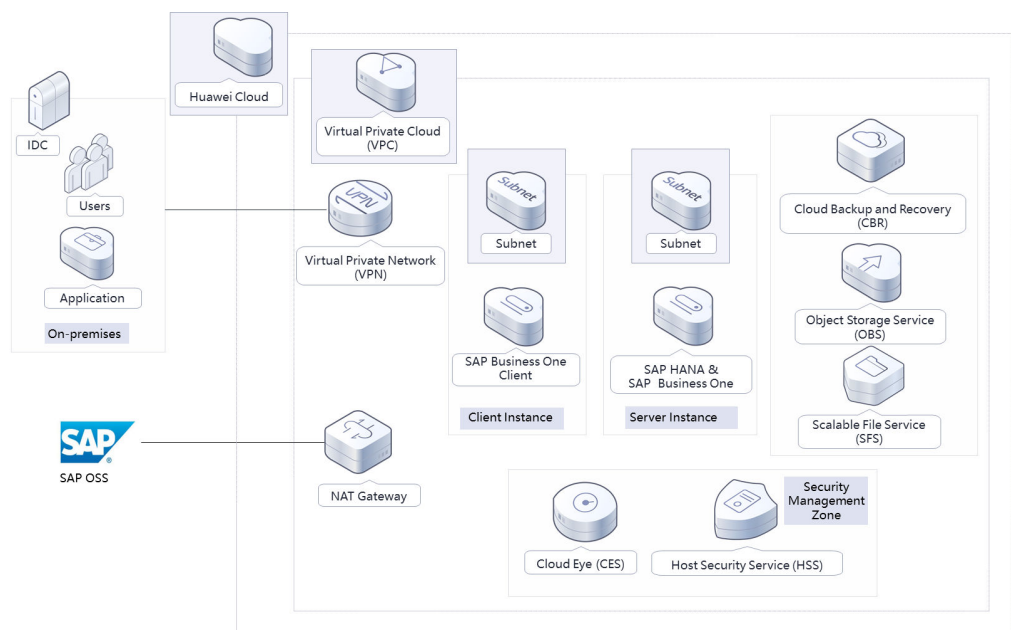 Huawei Cloud
Virtual Private Cloud
(VPC)
IDC
Users
Application
On-premises
VPN
Virtual Private Network
(VPN)
Subnet
Subnet
SAP Business One
Client
Client Instance
Subnet
Subnet
SAP HANA &
SAP Business One
Server Instance
Cloud Backup and Recovery
(CBR)
Object Storage Service
(OBS)
Scalable File Service
(SFS)
SAP®
SAP OSS
NAT Gateway
Security
Management
Zone
Cloud Eye (CES)
Host Security Service (HSS)